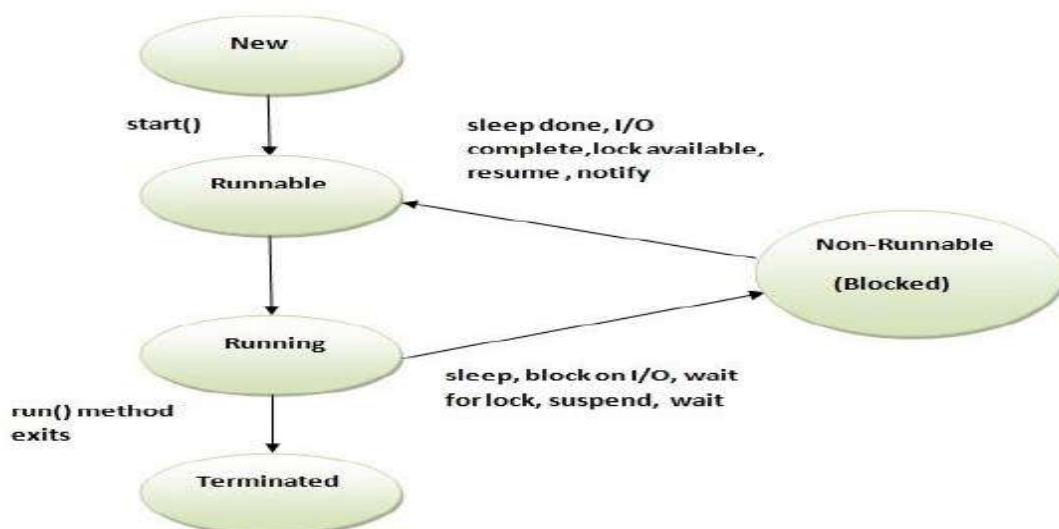 New
start()
sleep done, I/O
complete,lock available,
resume , notify
Runnable
Non-Runnable
(Blocked)
Running
sleep, block on I/O, wait
for lock, suspend, wait
run() method
exits
Terminated